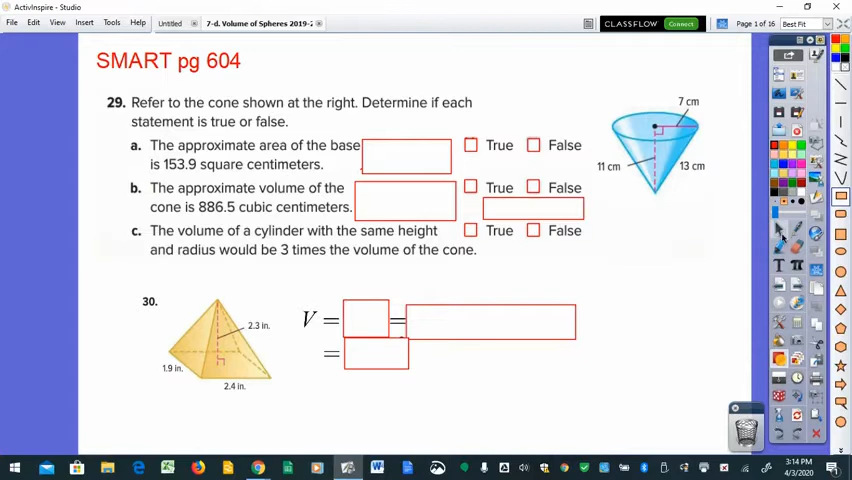 ActivInspire - Studio
File Edit View Insert Tools Help
Untitled
7-d. Volume of Spheres 2019-2
CLASSFLOW Connect
Page 1 of 16
Best Fit
SMART pg 604
29. Refer to the cone shown at the right. Determine if each
statement is true or false.
a. The approximate area of the base
is 153.9 square centimeters.
True False
b. The approximate volume of the
cone is 886.5 cubic centimeters.
True False
c. The volume of a cylinder with the same height
and radius would be 3 times the volume of the cone.
True False
7 cm
11 cm
13 cm
30.
2.3 in.
1.9 in.
2.4 in.
V = =
=
3:14 PM
4/3/2020